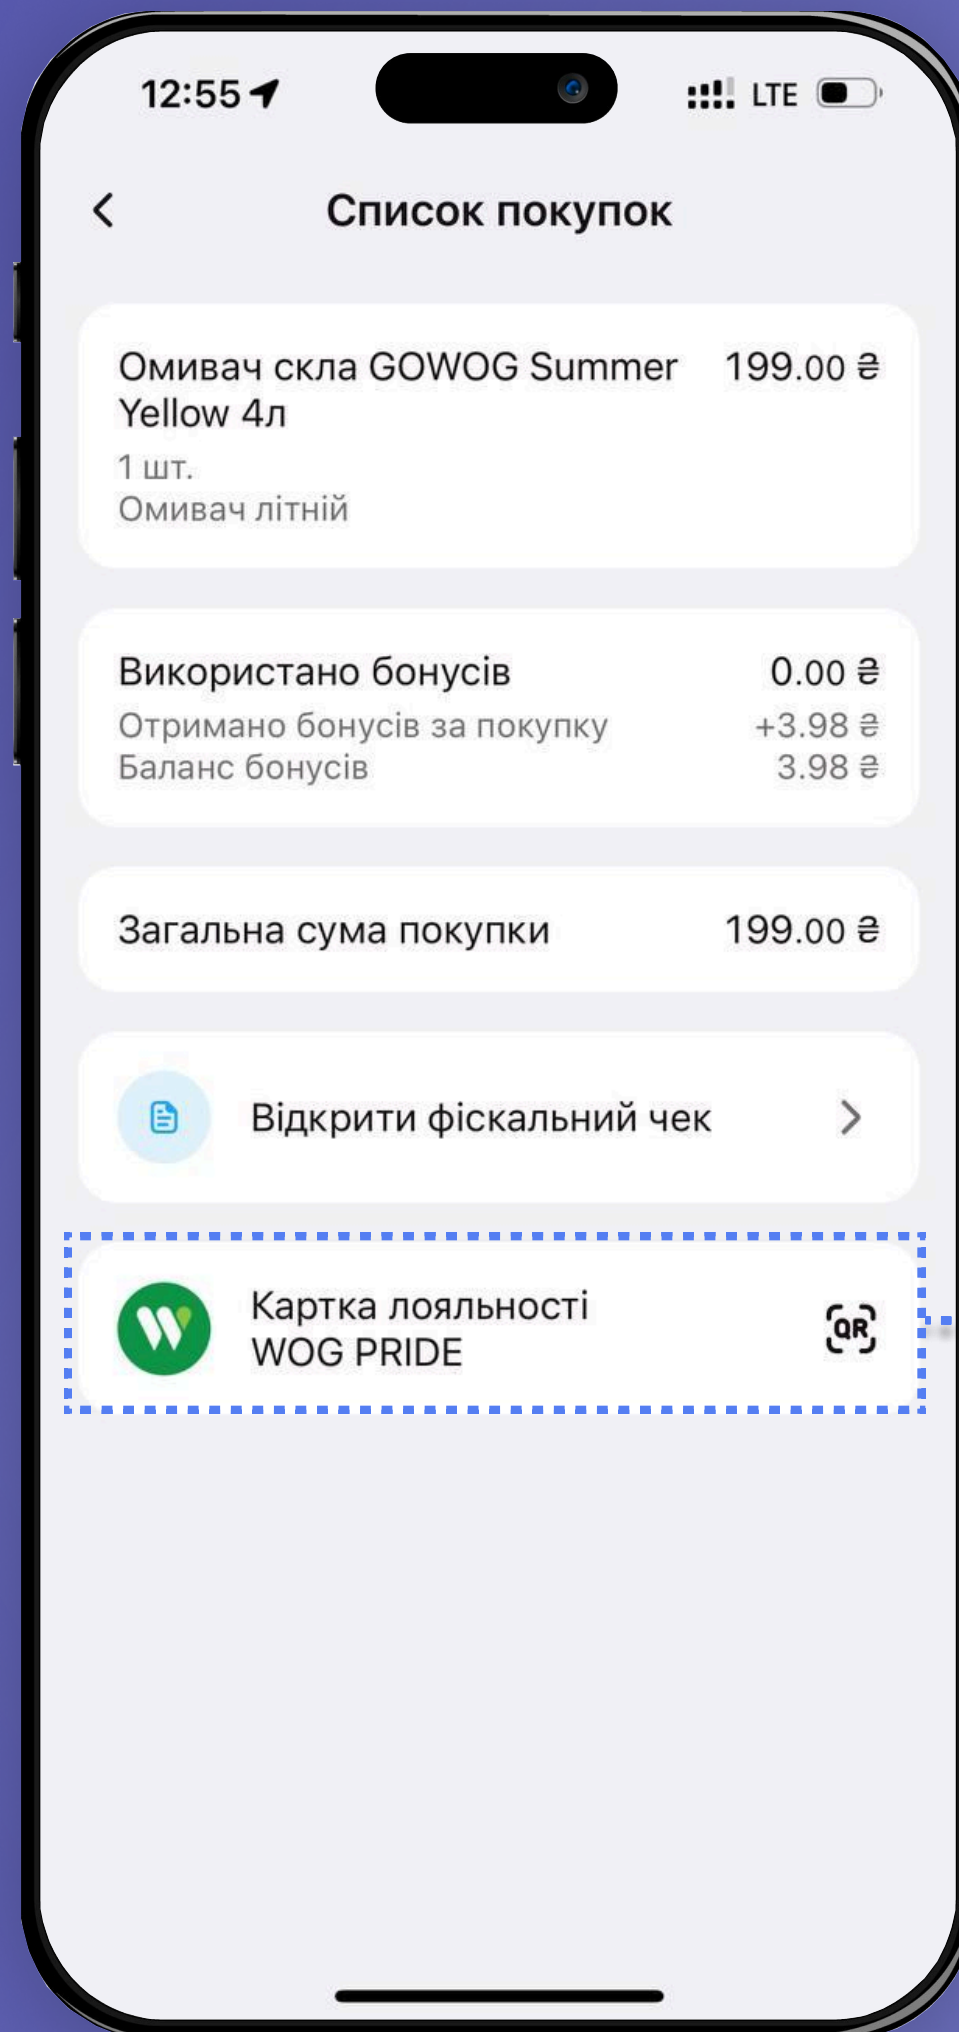 12:55 LTE
Список покупок
Омивач скла GOWOG Summer 199.00 ₴
Yellow 4л
1 шт.
Омивач літній
Використано бонусів 0.00 ₴
Отримано бонусів за покупку +3.98 ₴
Баланс бонусів 3.98 ₴
Загальна сума покупки 199.00 ₴
Відкрити фіскальний чек
Картка лояльності
WOG PRIDE
QR